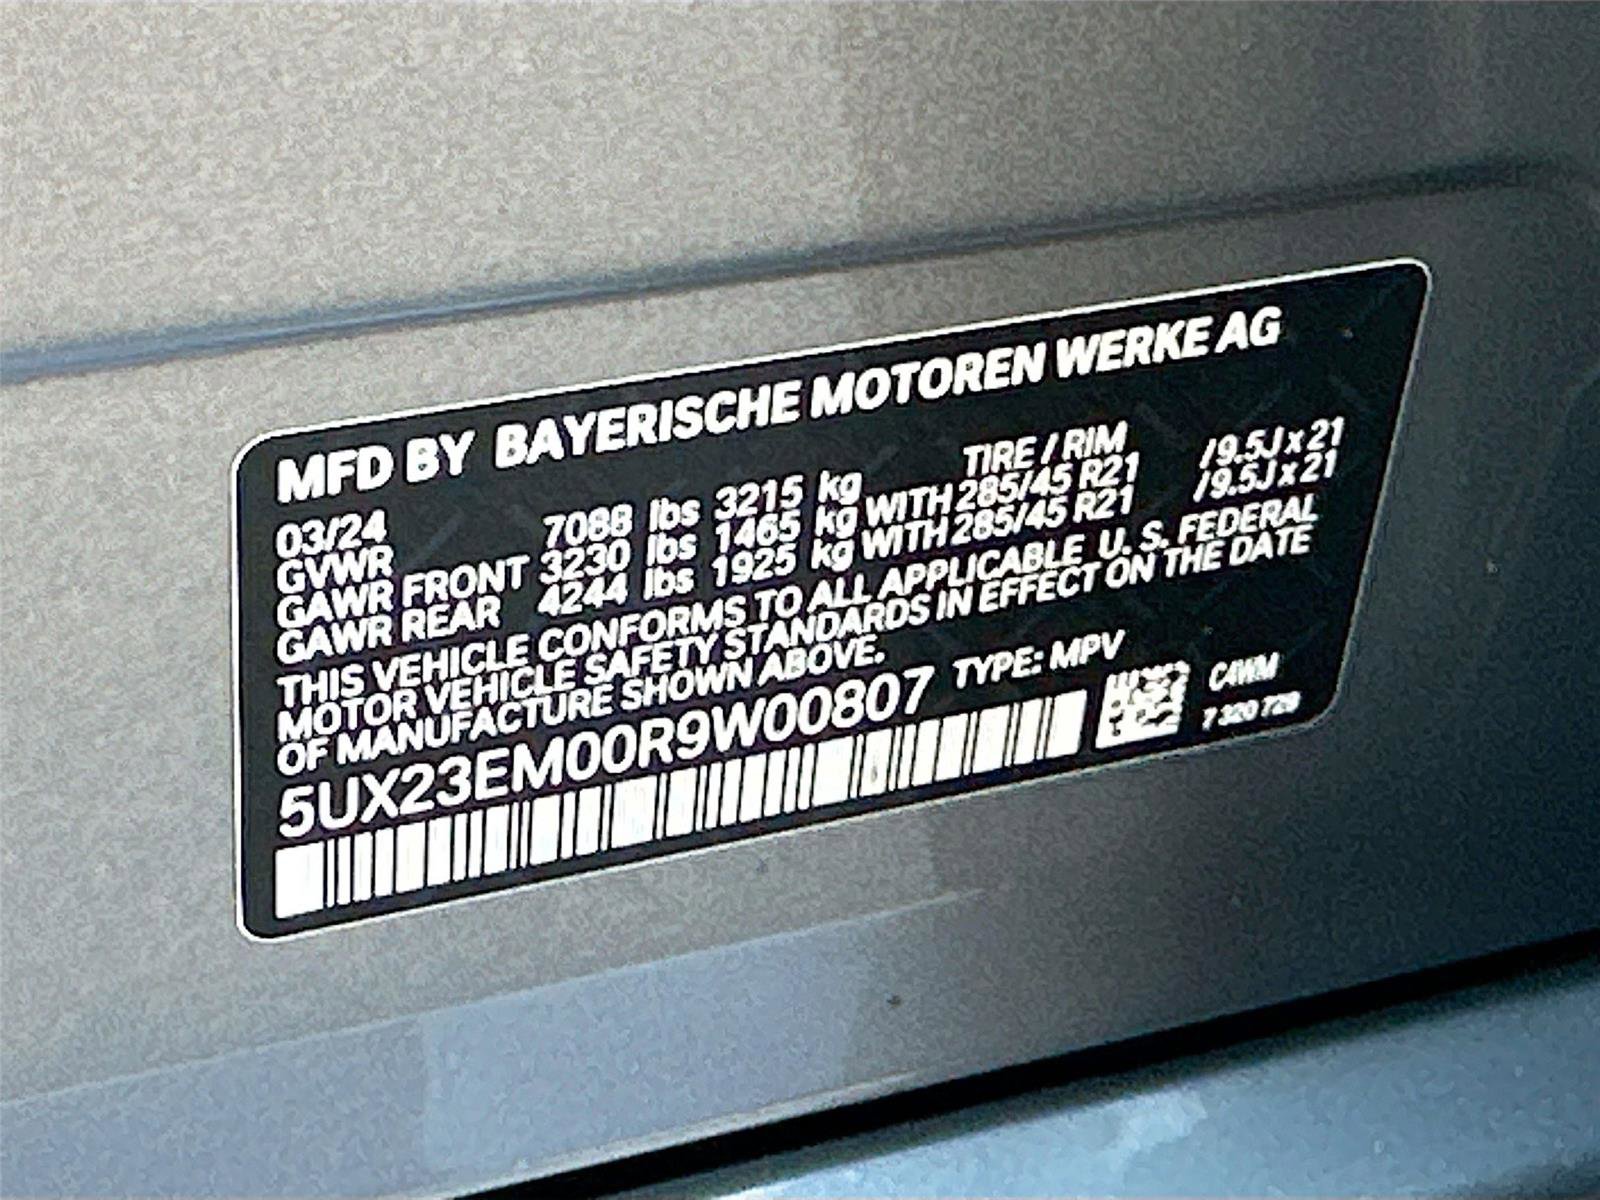 MFD BY BAYERISCHE MOTOREN WERKE AG
03/24 TIRE / RIM
GVWR 7088 lbs 3215 kg
GAWR FRONT 3230 lbs 1465 kg WITH 285/45 R21 /9.5J x 21
GAWR REAR 4244 lbs 1925 kg WITH 285/45 R21 /9.5J x 21
THIS VEHICLE CONFORMS TO ALL APPLICABLE U. S. FEDERAL
MOTOR VEHICLE SAFETY STANDARDS IN EFFECT ON THE DATE
OF MANUFACTURE SHOWN ABOVE.
5UX23EM00R9W00807 TYPE: MPV
C4WM
7 320 728